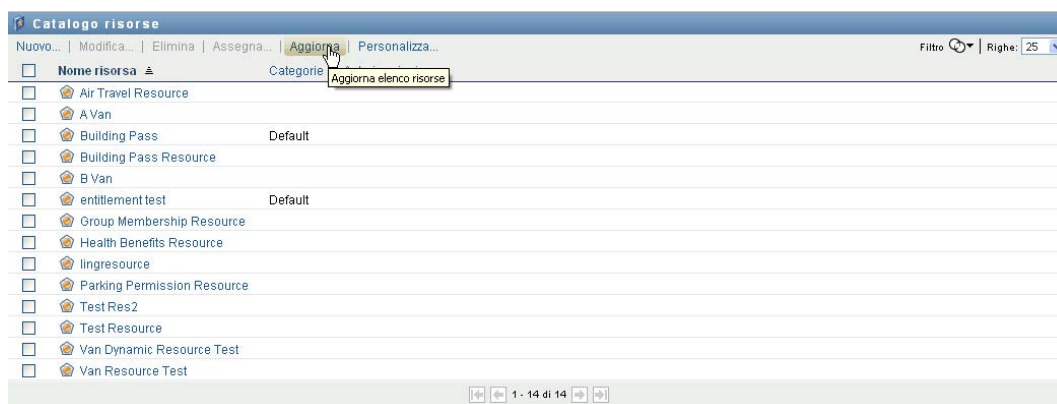 Catalogo risorse
Nuovo... | Modifica... | Elimina | Assegna... | Aggiorna | Personalizza... Filtro | Righe: 25
Nome risorsa Categorie
Aggiorna elenco risorse
Air Travel Resource
A Van
Building Pass Default
Building Pass Resource
B Van
entitlement test Default
Group Membership Resource
Health Benefits Resource
lingresource
Parking Permission Resource
Test Res2
Test Resource
Van Dynamic Resource Test
Van Resource Test
1 - 14 di 14